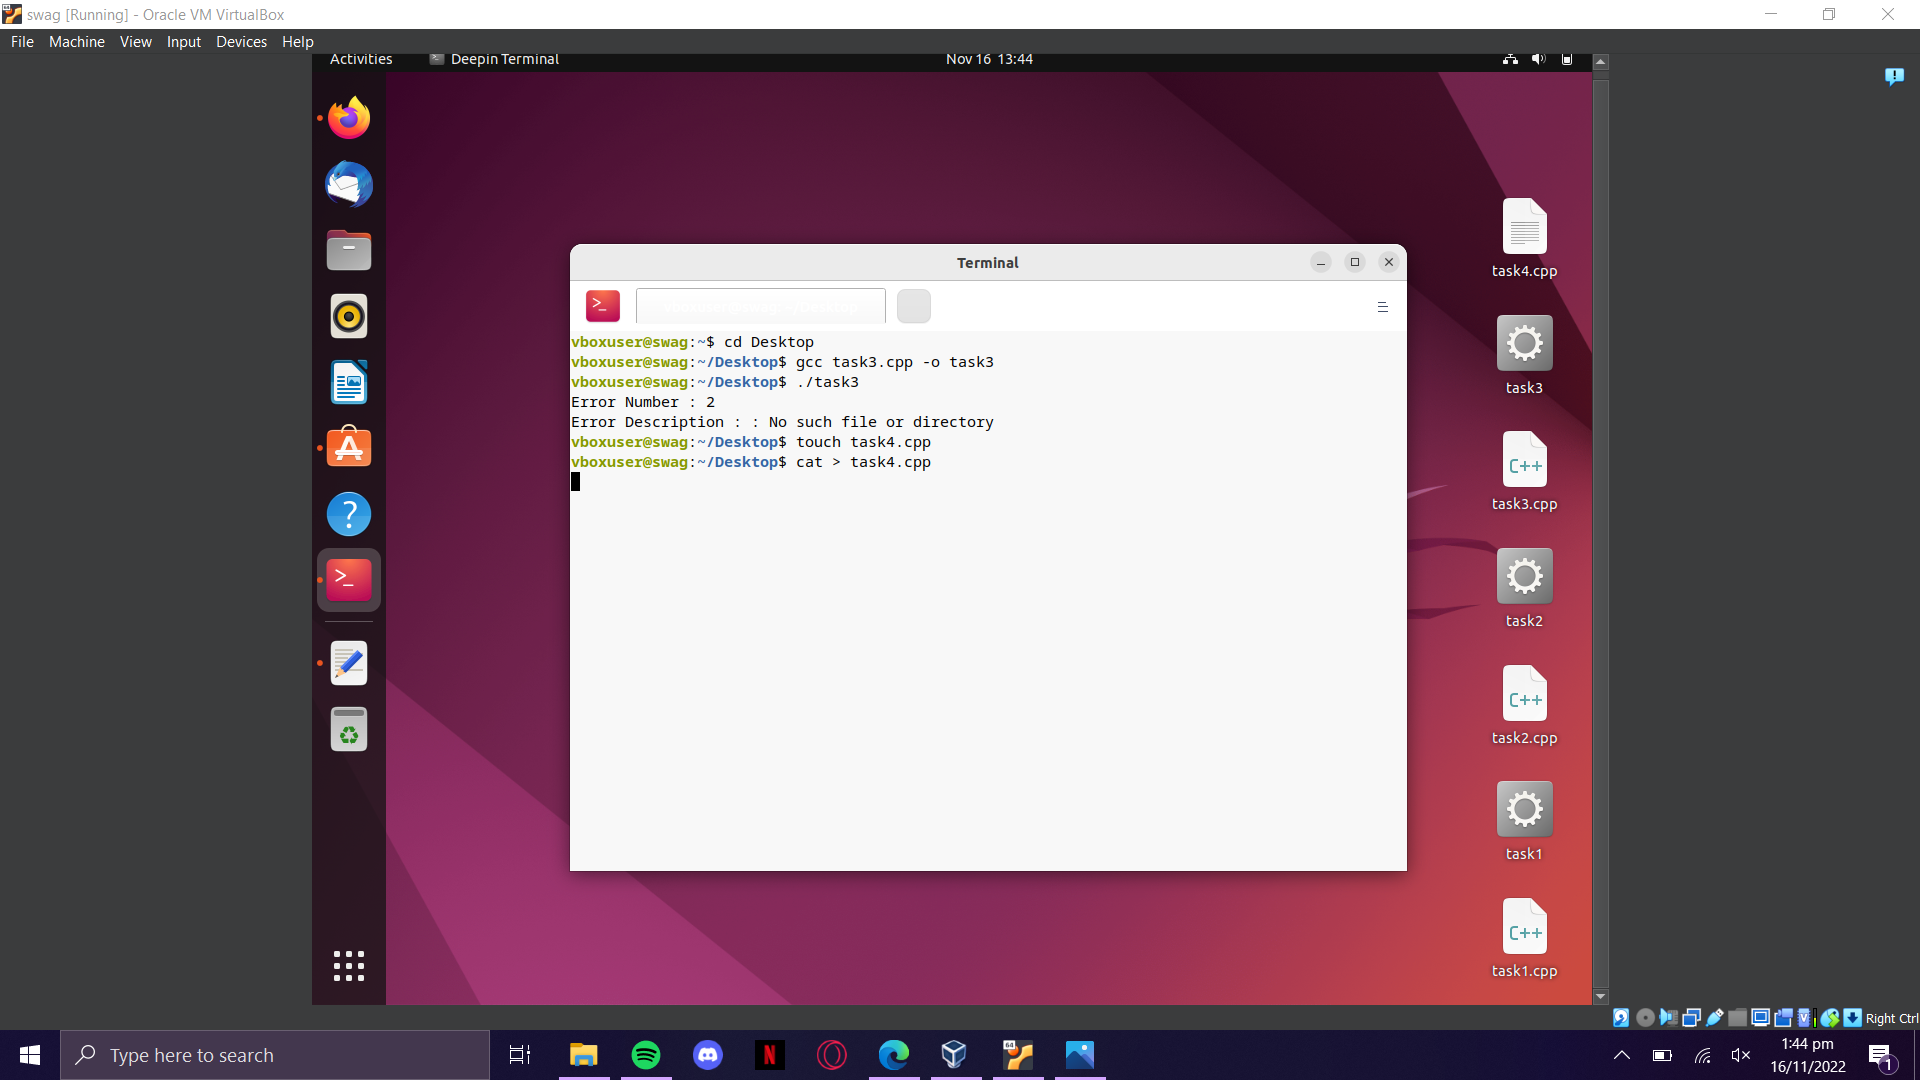 swag [Running] - Oracle VM VirtualBox
File Machine View Input Devices Help
Activities Deepin Terminal Nov 16 13:44
Terminal
vboxuser@swag:~$ cd Desktop
vboxuser@swag:~/Desktop$ gcc task3.cpp -o task3
vboxuser@swag:~/Desktop$ ./task3
Error Number : 2
Error Description : : No such file or directory
vboxuser@swag:~/Desktop$ touch task4.cpp
vboxuser@swag:~/Desktop$ cat > task4.cpp
task4.cpp
task3
C++
task3.cpp
task2
C++
task2.cpp
task1
C++
task1.cpp
Right Ctrl
Type here to search
1:44 pm
16/11/2022
1